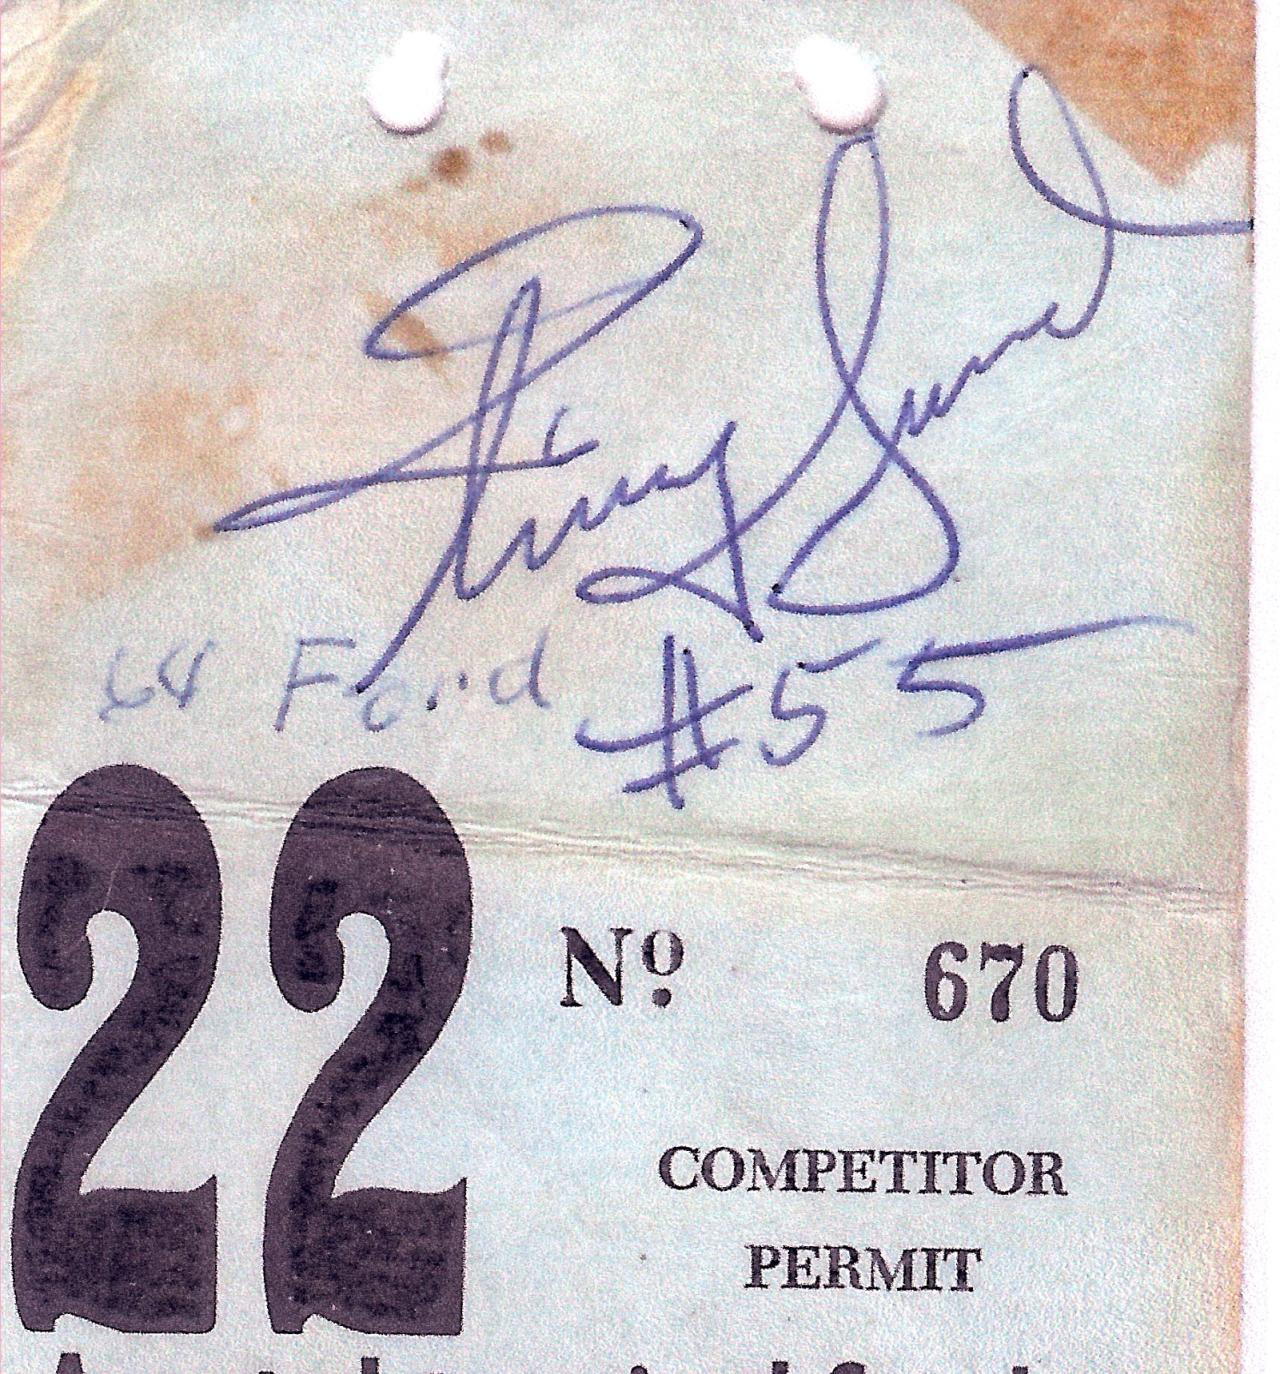 64 Ford #55
22 Nº 670
COMPETITOR
PERMIT